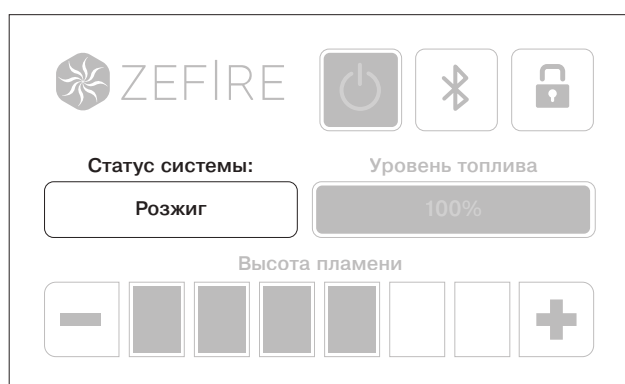 ZEFIRE
Статус системы:
Уровень топлива
Розжиг
100%
Высота пламени